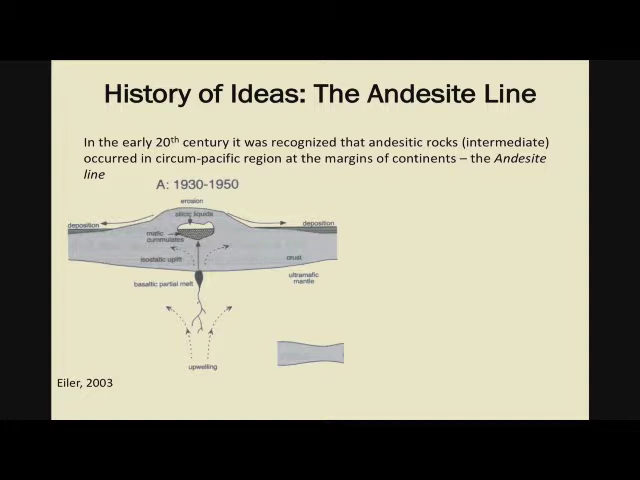 History of Ideas: The Andesite Line
In the early 20th century it was recognized that andesitic rocks (intermediate)
occurred in circum-pacific region at the margins of continents – the Andesite
line
A: 1930-1950
erosion
silicic liquids
deposition
deposition
mafic
cumulates
isostatic uplift
crust
basaltic partial melt
ultramafic
mantle
upwelling
Eiler, 2003